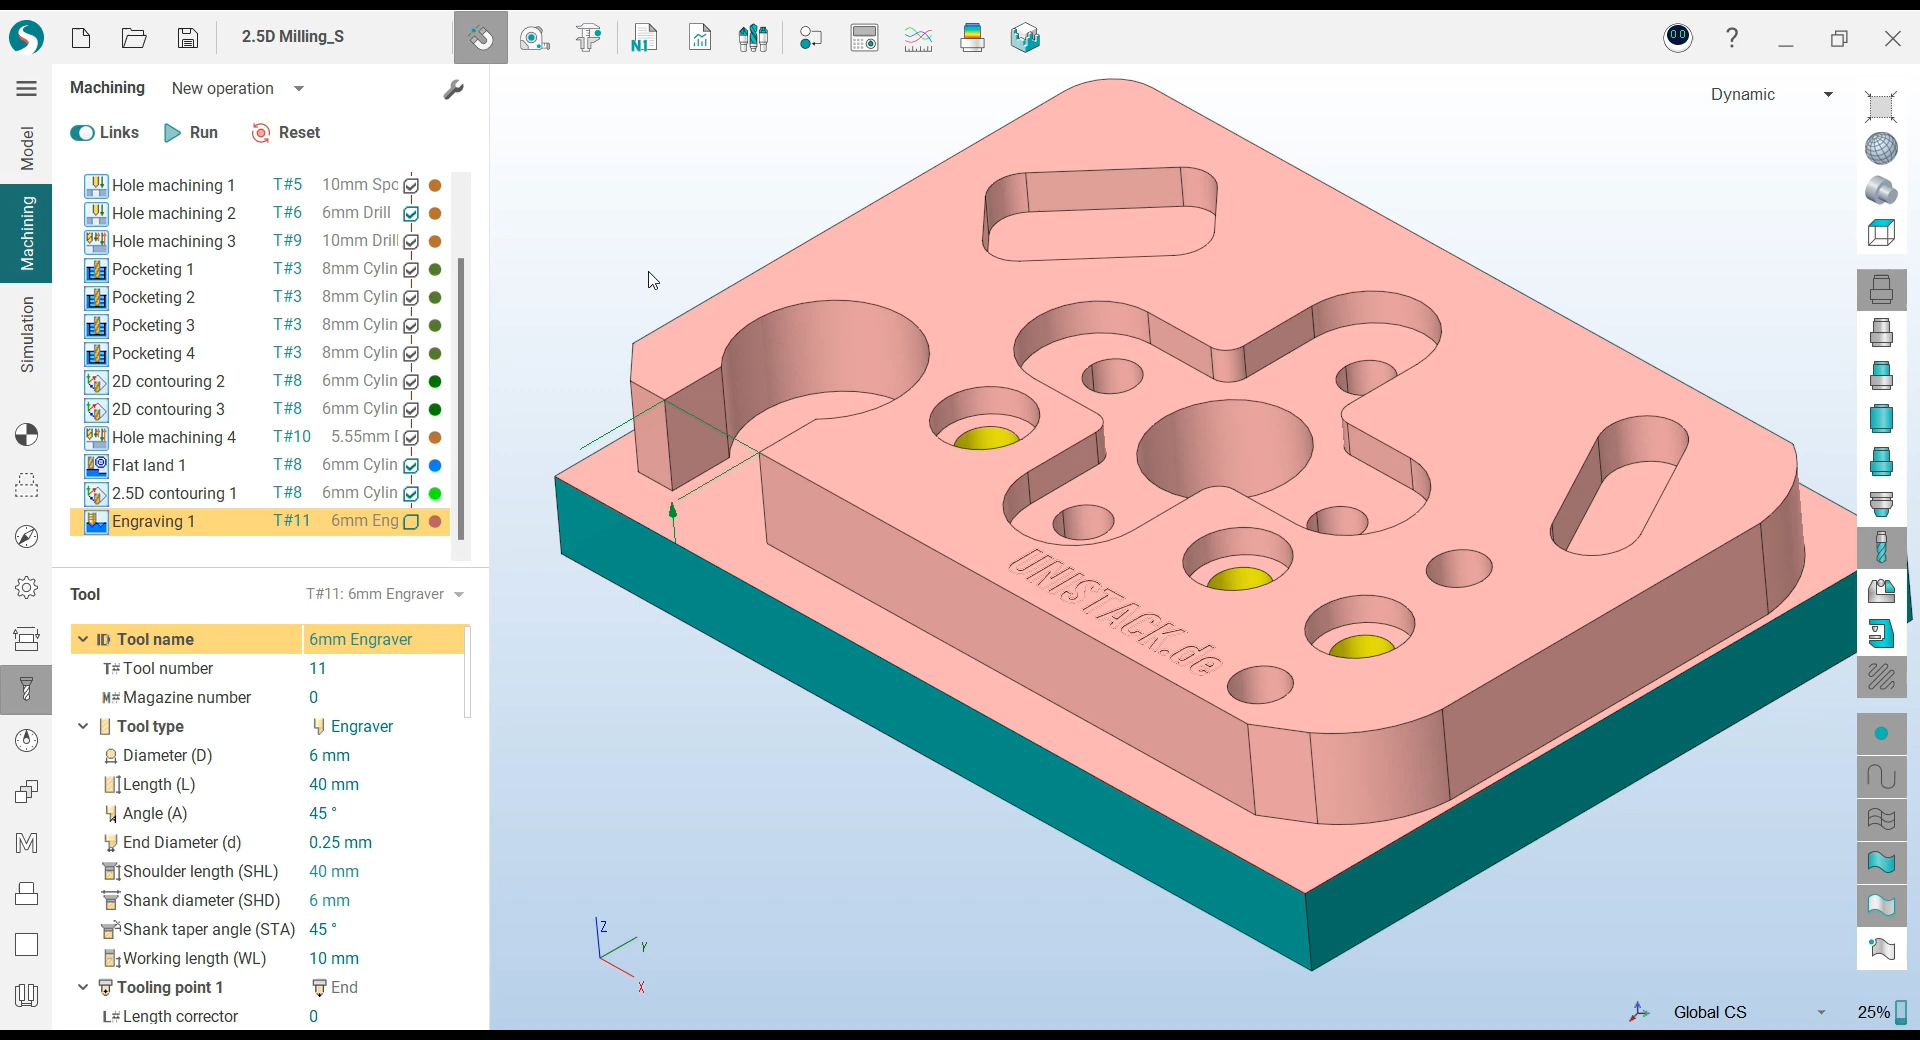 2.5D Milling_S
N1
?
Machining New operation
Dynamic
Links Run Reset
Model
Machining
Simulation
Hole machining 1 T#5 10mm Spo
Hole machining 2 T#6 6mm Drill
Hole machining 3 T#9 10mm Dril
Pocketing 1 T#3 8mm Cylin
Pocketing 2 T#3 8mm Cylin
Pocketing 3 T#3 8mm Cylin
Pocketing 4 T#3 8mm Cylin
2D contouring 2 T#8 6mm Cylin
2D contouring 3 T#8 6mm Cylin
Hole machining 4 T#10 5.55mm
Flat land 1 T#8 6mm Cylin
2.5D contouring 1 T#8 6mm Cylin
Engraving 1 T#11 6mm Eng
UNISTACK.de
Tool T#11: 6mm Engraver
ID Tool name 6mm Engraver
T# Tool number 11
M# Magazine number 0
Tool type Engraver
Diameter (D) 6 mm
Length (L) 40 mm
Angle (A) 45 °
End Diameter (d) 0.25 mm
Shoulder length (SHL) 40 mm
Shank diameter (SHD) 6 mm
Shank taper angle (STA) 45 °
Working length (WL) 10 mm
Tooling point 1 End
L# Length corrector 0
Z
Y
X
Global CS 25%